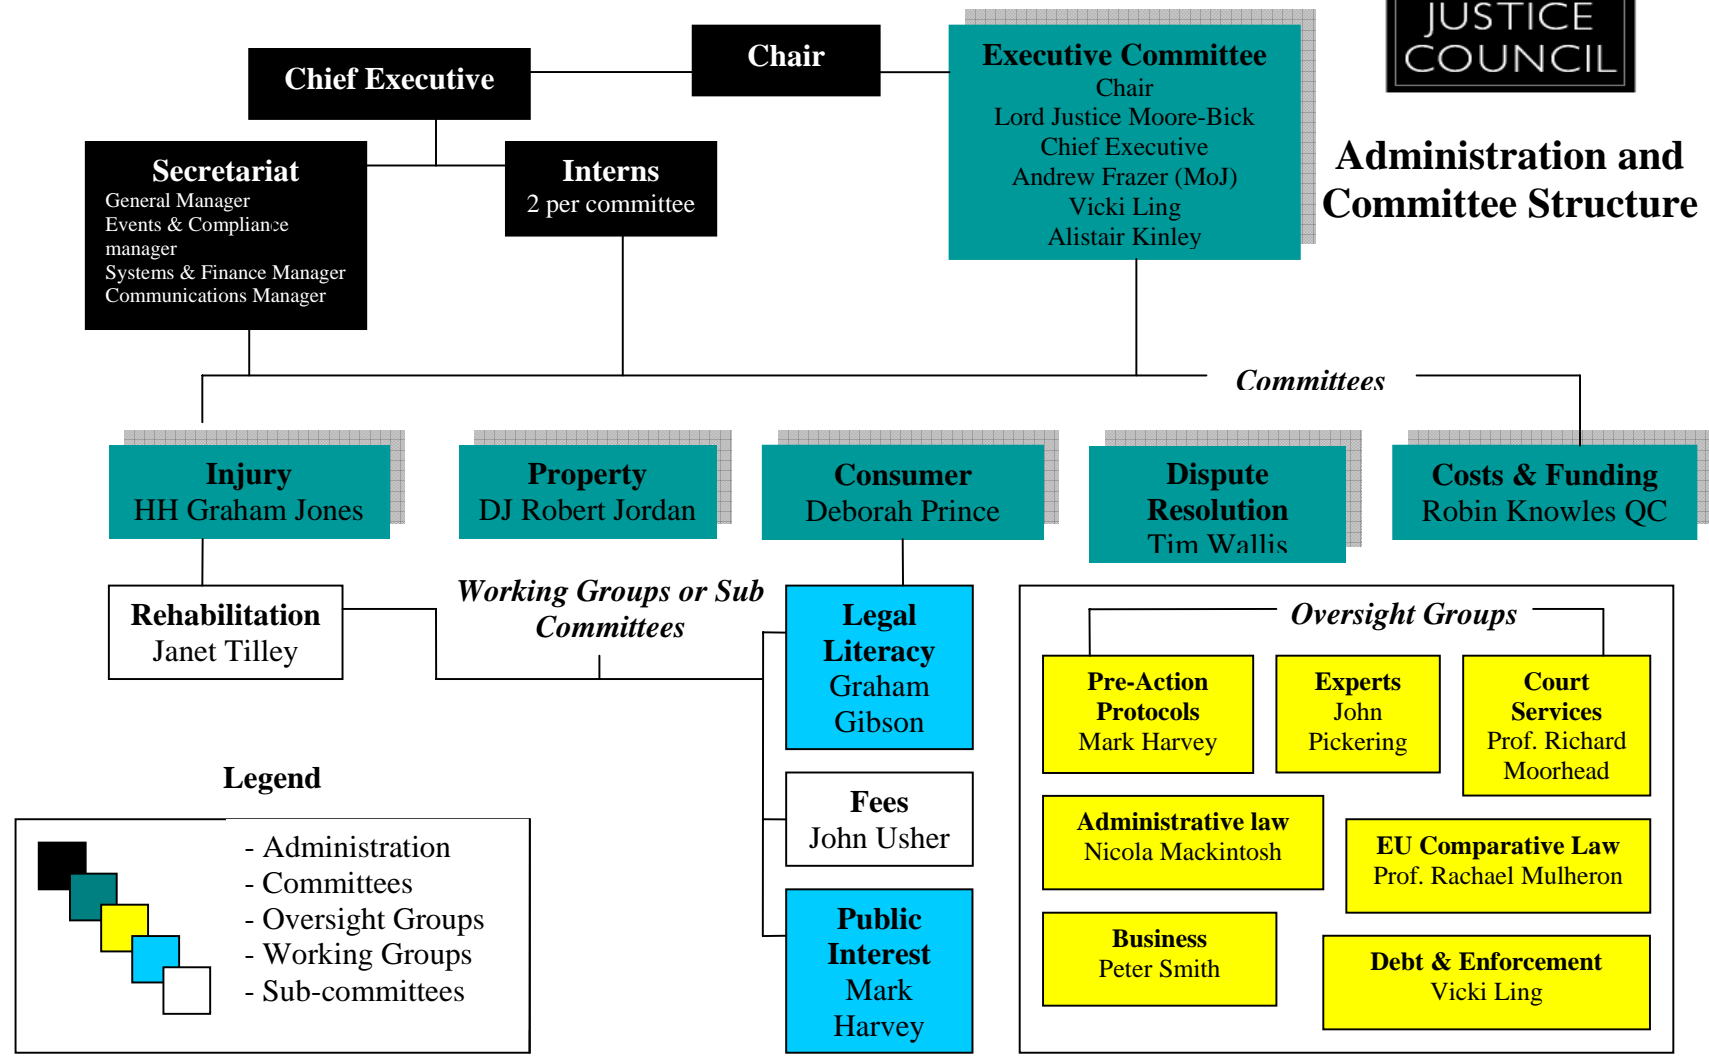 JUSTICE
COUNCIL
Administration and
Committee Structure
Chair
Chief Executive
Executive Committee
Chair
Lord Justice Moore-Bick
Chief Executive
Andrew Frazer (MoJ)
Vicki Ling
Alistair Kinley
Secretariat
General Manager
Events & Compliance
manager
Systems & Finance Manager
Communications Manager
Interns
2 per committee
Committees
Injury
HH Graham Jones
Property
DJ Robert Jordan
Consumer
Deborah Prince
Dispute
Resolution
Tim Wallis
Costs & Funding
Robin Knowles QC
Rehabilitation
Janet Tilley
Working Groups or Sub
Committees
Legal
Literacy
Graham
Gibson
Fees
John Usher
Public
Interest
Mark
Harvey
Oversight Groups
Pre-Action
Protocols
Mark Harvey
Experts
John
Pickering
Court
Services
Prof. Richard
Moorhead
Administrative law
Nicola Mackintosh
EU Comparative Law
Prof. Rachael Mulheron
Business
Peter Smith
Debt & Enforcement
Vicki Ling
Legend
- Administration
- Committees
- Oversight Groups
- Working Groups
- Sub-committees